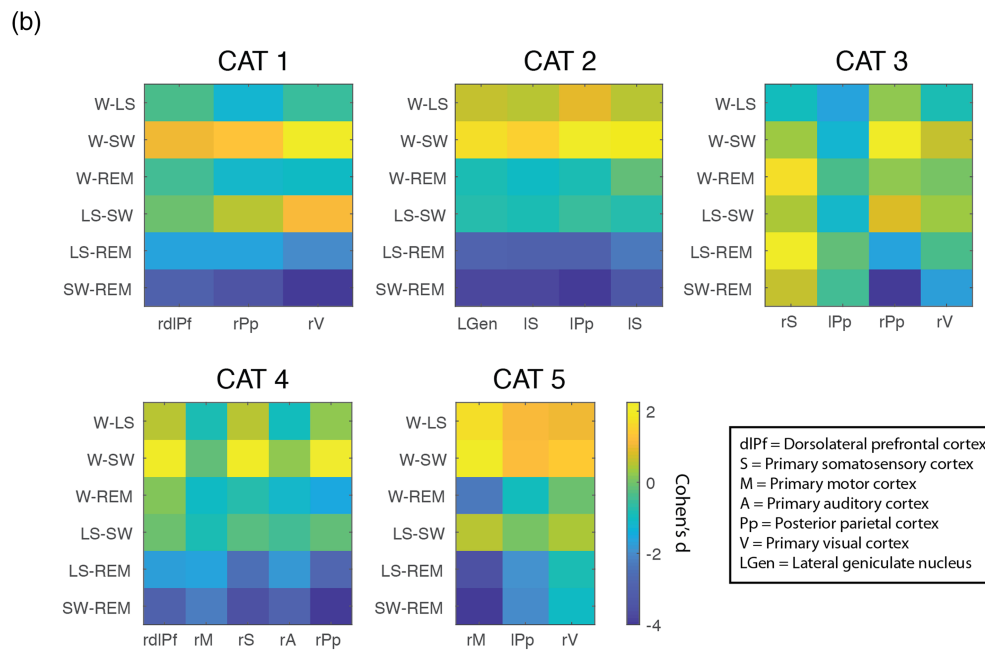 (b)
CAT 1
CAT 2
CAT 3
W-LS
W-SW
W-REM
LS-SW
LS-REM
SW-REM
rdlPf rPp rV
W-LS
W-SW
W-REM
LS-SW
LS-REM
SW-REM
LGen lS lPp lS
W-LS
W-SW
W-REM
LS-SW
LS-REM
SW-REM
rS lPp rPp rV
CAT 4
CAT 5
W-LS
W-SW
W-REM
LS-SW
LS-REM
SW-REM
rdlPf rM rS rA rPp
W-LS
W-SW
W-REM
LS-SW
LS-REM
SW-REM
rM lPp rV
2
0
-2
-4
Cohen's d
dlPf = Dorsolateral prefrontal cortex
S = Primary somatosensory cortex
M = Primary motor cortex
A = Primary auditory cortex
Pp = Posterior parietal cortex
V = Primary visual cortex
LGen = Lateral geniculate nucleus